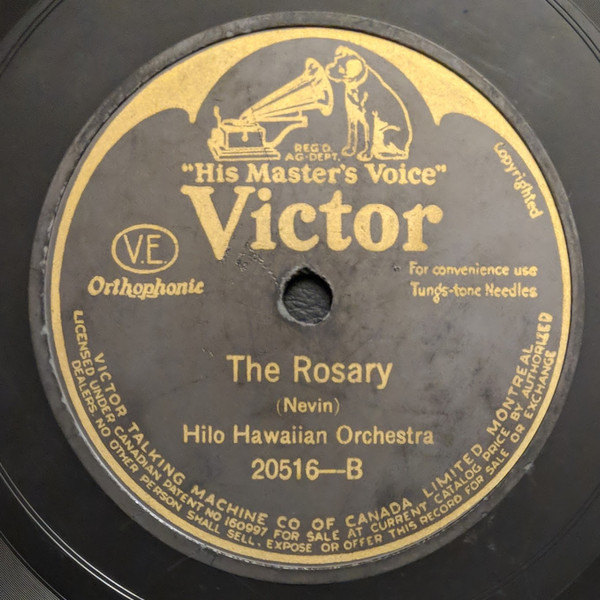 REG'D.
AG-DEPT.
"His Master's Voice"
Victor
copyrighted
V.E.
Orthophonic
For convenience use
Tungs-tone Needles
The Rosary
(Nevin)
Hilo Hawaiian Orchestra
20516—B
VICTOR TALKING MACHINE CO OF CANADA, LIMITED, MONTREAL
LICENSED UNDER CANADIAN PATENT NO 160997 FOR SALE AT CURRENT CATALOG PRICE BY AUTHORIZED
DEALERS. NO OTHER PERSON SHALL SELL, EXPOSE OR OFFER THIS RECORD FOR SALE OR EXCHANGE